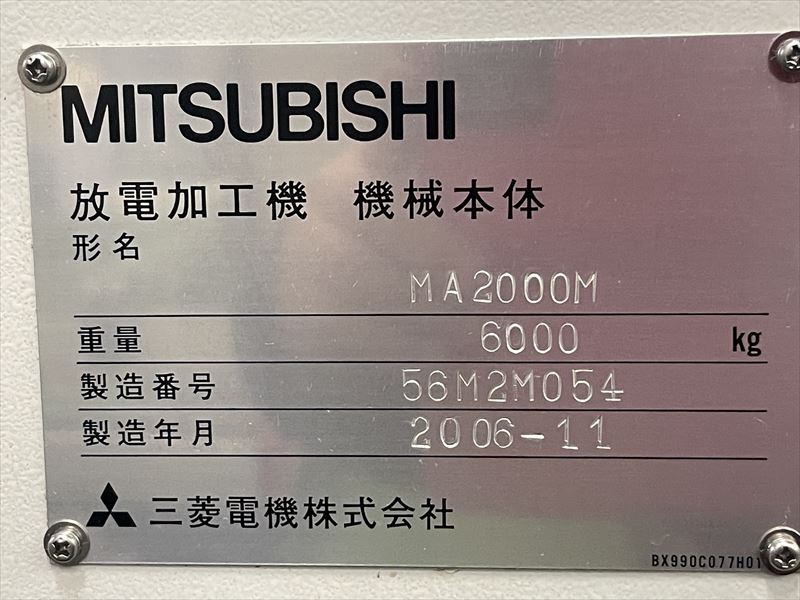 MITSUBISHI
放電加工機 機械本体
形名
MA2000M
重量 6000 kg
製造番号 56M2M054
製造年月 2006-11
三菱電機株式会社
BX990C077H01